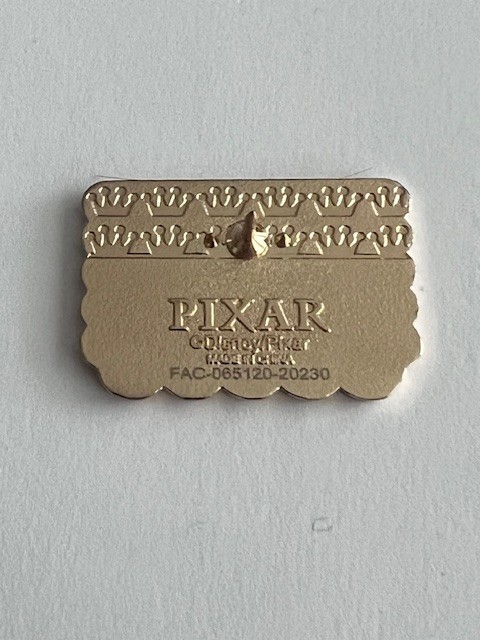 PIXAR
©Disney/Pixar
MADE IN CHINA
FAC-065120-20230